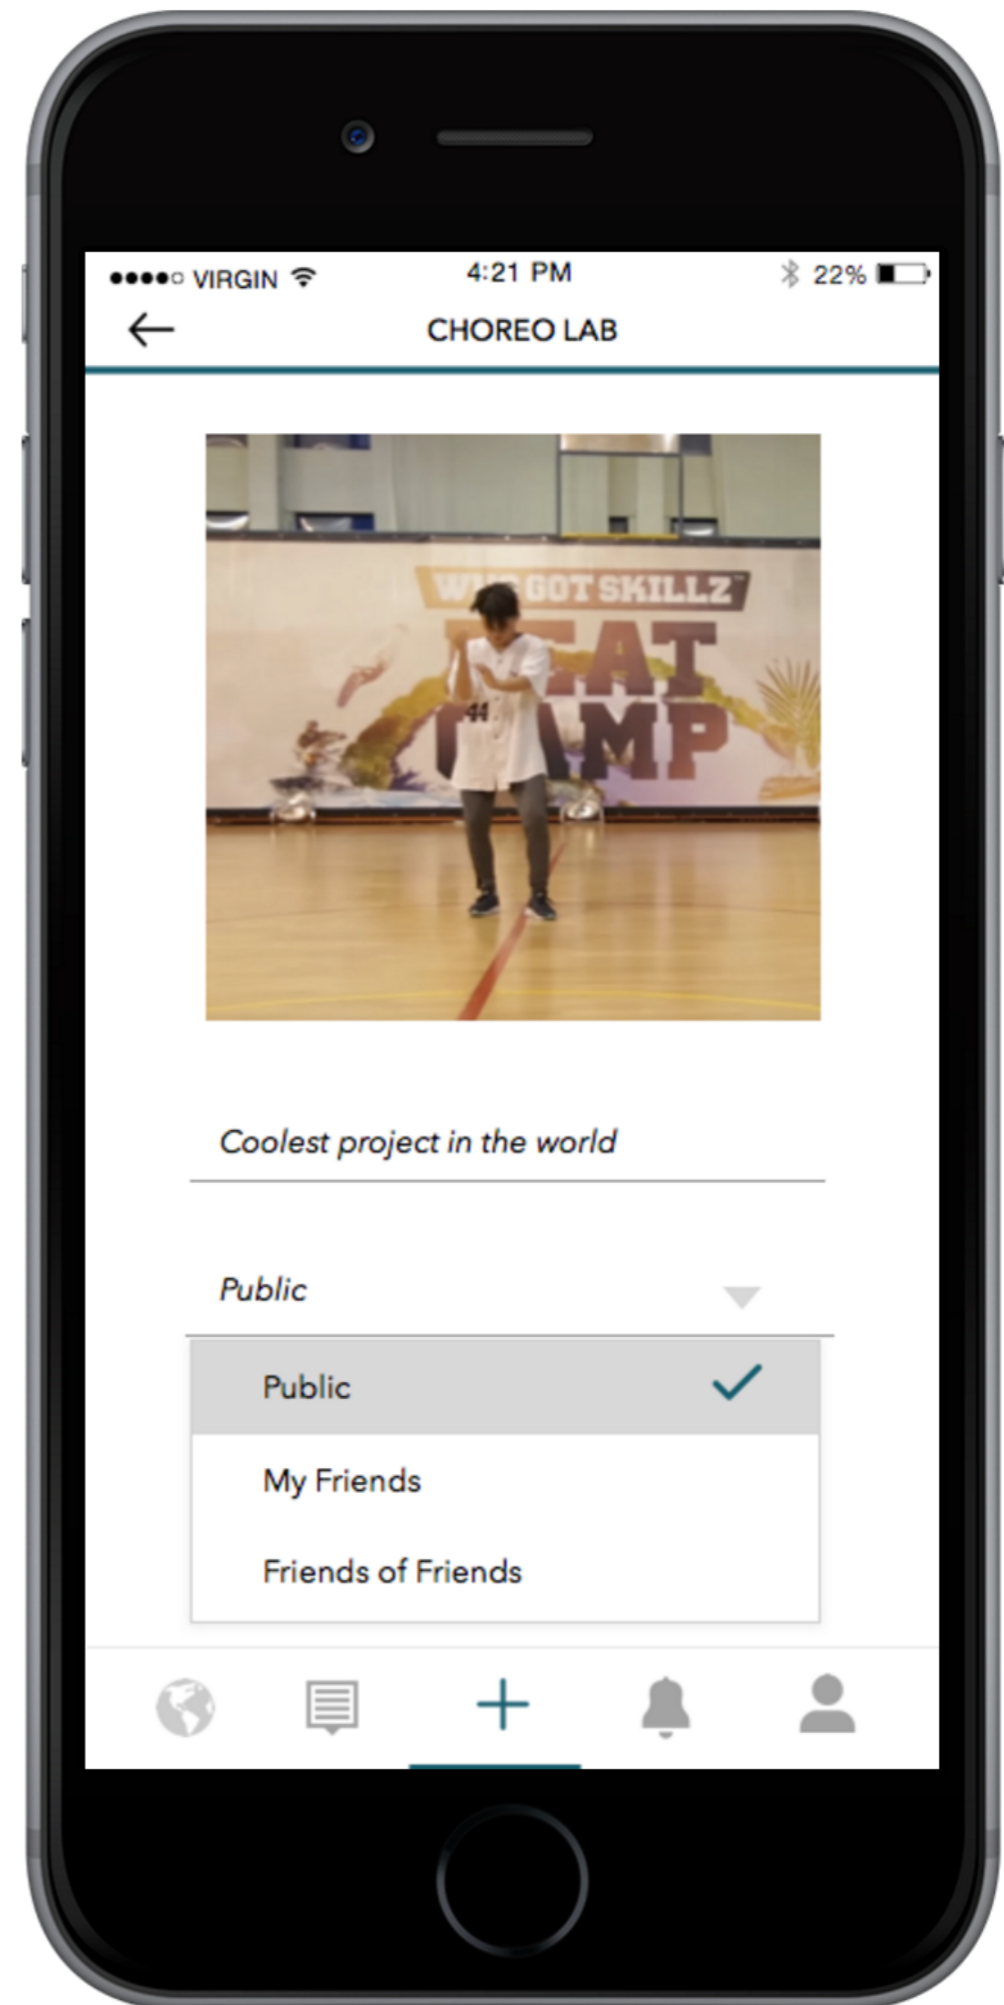 VIRGIN 4:21 PM 22%
CHOREO LAB
GOT SKILLZ
44
Coolest project in the world
Public
Public
My Friends
Friends of Friends